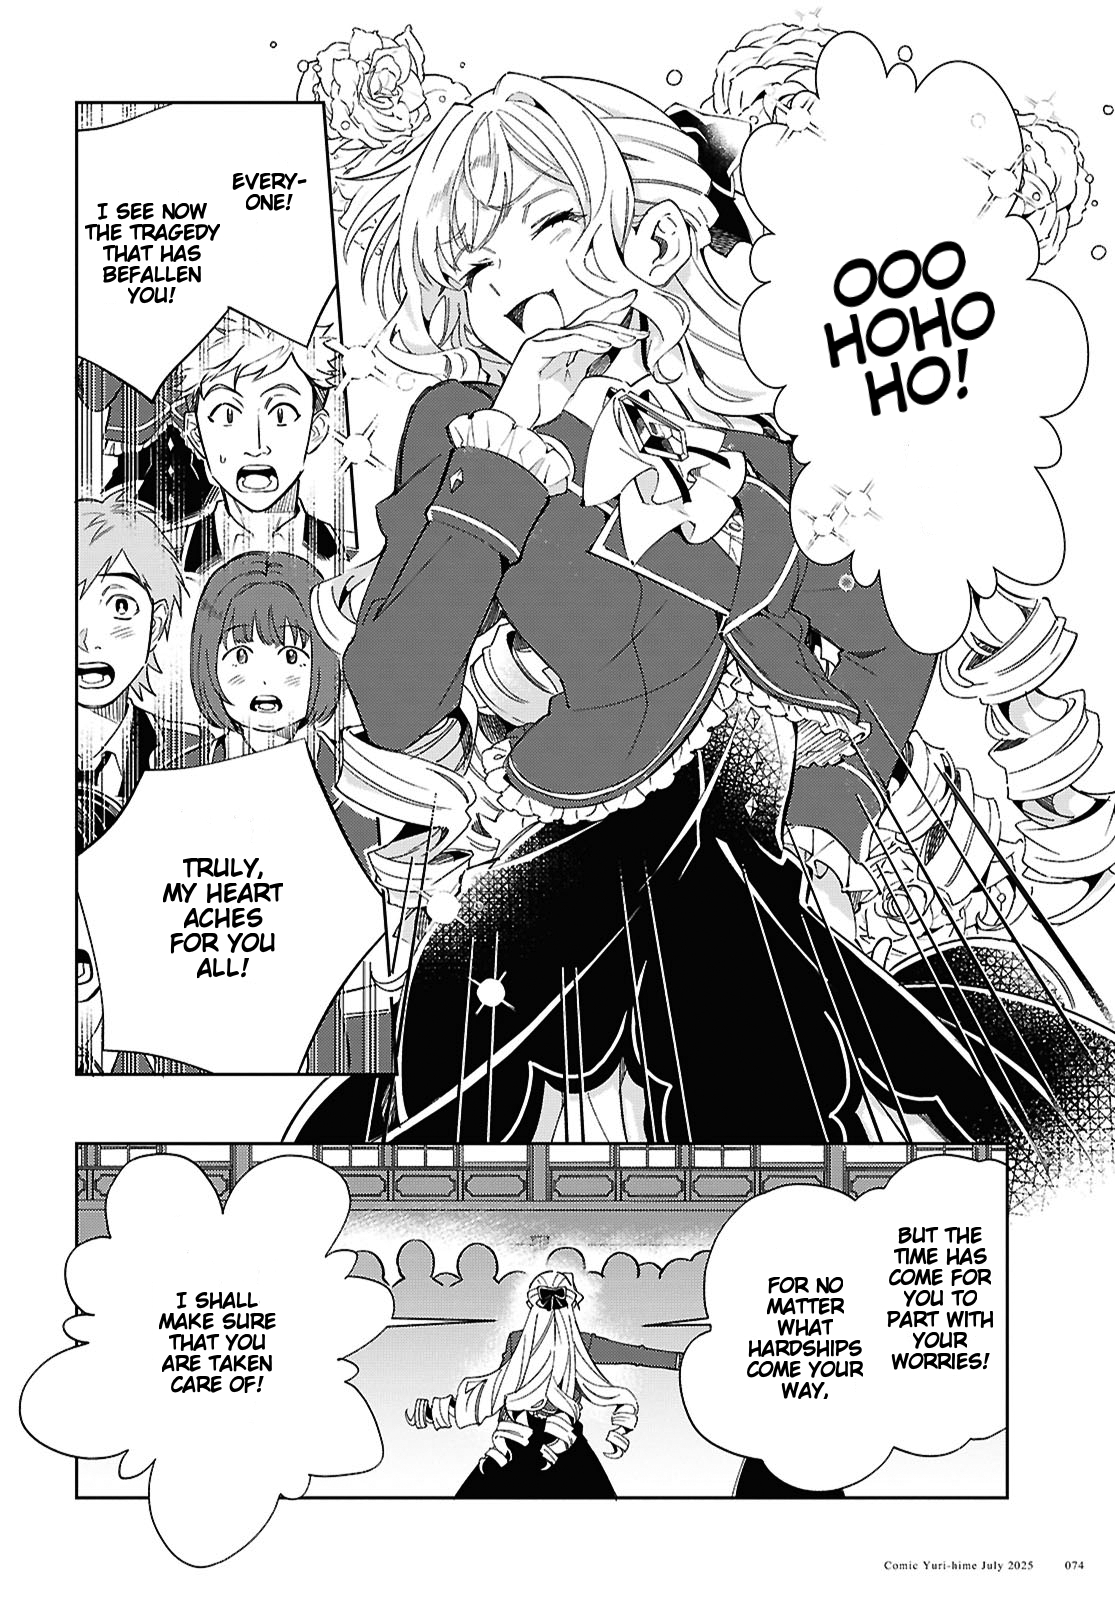 OOO
HOHO
HO!
EVERY-
ONE!
I SEE NOW
THE TRAGEDY
THAT HAS
BEFALLEN
YOU!
TRULY,
MY HEART
ACHES
FOR YOU
ALL!
BUT THE
TIME HAS
COME FOR
YOU TO
PART WITH
YOUR
WORRIES!
FOR NO
MATTER
WHAT
HARDSHIPS
COME YOUR
WAY,
I SHALL
MAKE SURE
THAT YOU
ARE TAKEN
CARE OF!
Comic Yuri-hime July 2025 074